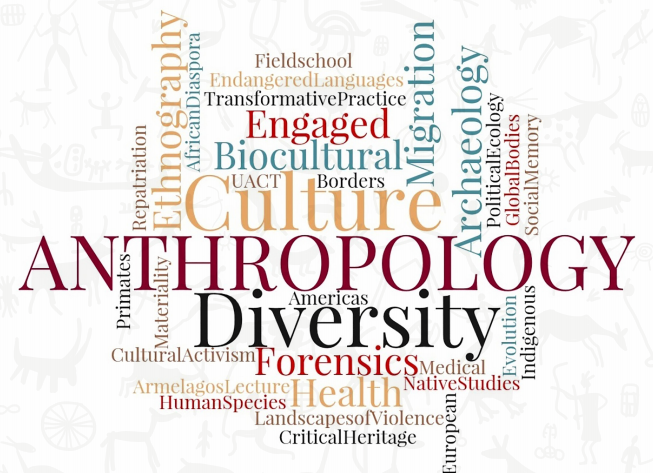 Ethnography
AfricanDiaspora
Fieldschool
EndangeredLanguages
TransformativePractice
Engaged
Biocultural
Migration
Archaeology
PoliticalEcology
GlobalBodies
SocialMemory
Repatriation
UACT
Borders
Culture
ANTHROPOLOGY
Primates
Materiality
Americas
Diversity
Evolution
Indigenous
CulturalActivism
Forensics
Medical
ArmelagosLecture
Health
NativeStudies
HumanSpecies
LandscapesofViolence
European
CriticalHeritage